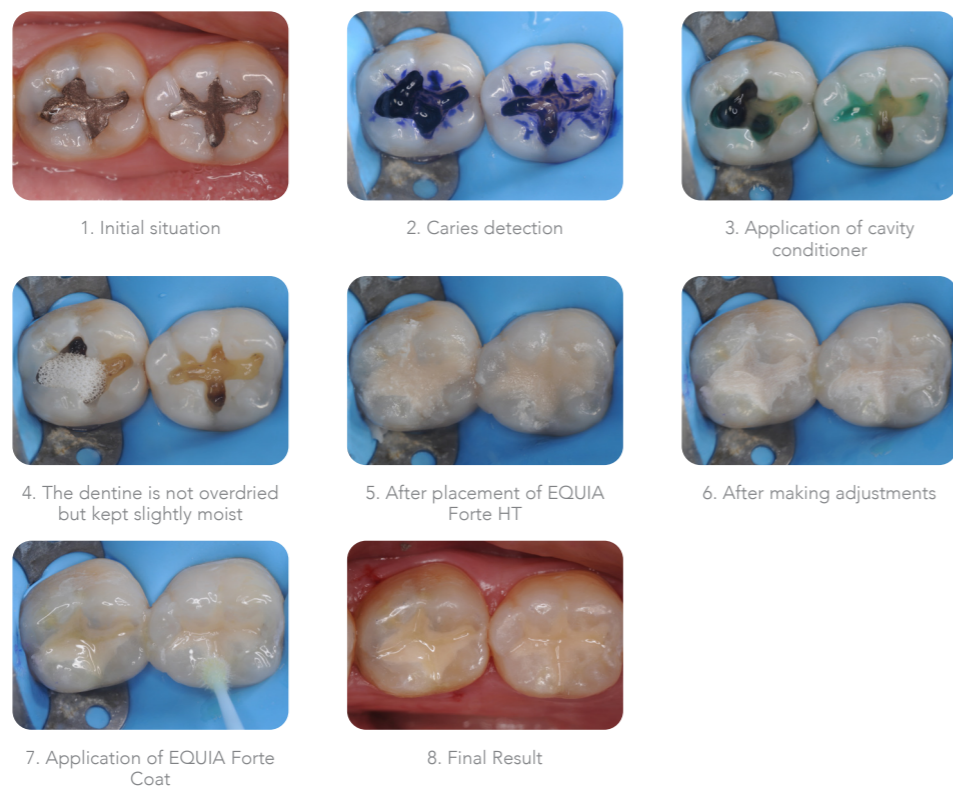 1. Initial situation
2. Caries detection
3. Application of cavity
conditioner
4. The dentine is not overdried
but kept slightly moist
5. After placement of EQUIA
Forte HT
6. After making adjustments
7. Application of EQUIA Forte
Coat
8. Final Result